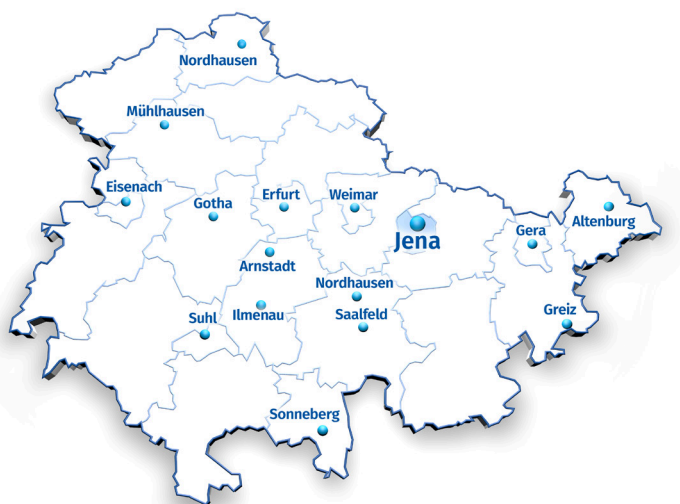 Nordhausen
Mühlhausen
Eisenach
Gotha
Erfurt
Weimar
Jena
Gera
Altenburg
Arnstadt
Nordhausen
Suhl
Ilmenau
Saalfeld
Greiz
Sonneberg